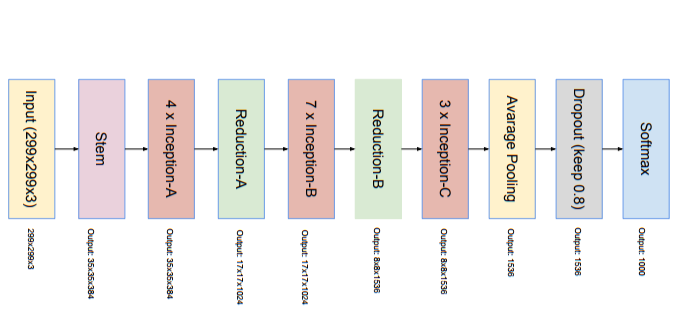 Input (299x299x3)
299x299x3
Stem
Output: 35x35x384
4 x Inception-A
Output: 35x35x384
Reduction-A
Output: 17x17x1024
7 x Inception-B
Output: 17x17x1024
Reduction-B
Output: 8x8x1536
3 x Inception-C
Output: 8x8x1536
Avarage Pooling
Output: 1536
Dropout (keep 0.8)
Output: 1536
Softmax
Output: 1000